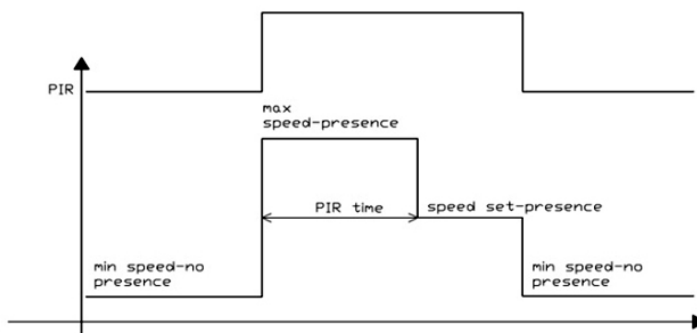 PIR
max
speed-presence
PIR time
speed set-presence
min speed-no
presence
min speed-no
presence